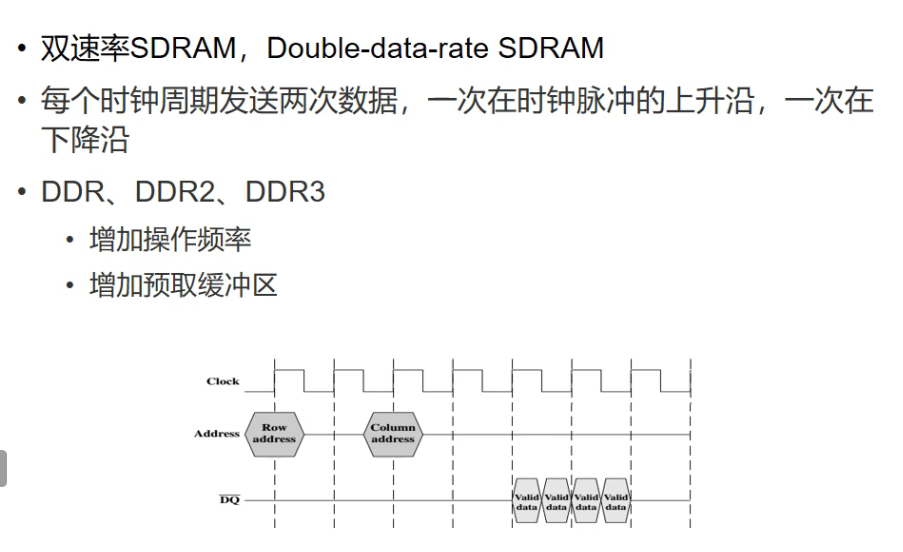 • 双速率SDRAM，Double-data-rate SDRAM
• 每个时钟周期发送两次数据，一次在时钟脉冲的上升沿，一次在
下降沿
• DDR、DDR2、DDR3
• 增加操作频率
• 增加预取缓冲区
Clock
Address
Row
address
Column
address
DQ
Valid
data
Valid
data
Valid
data
Valid
data